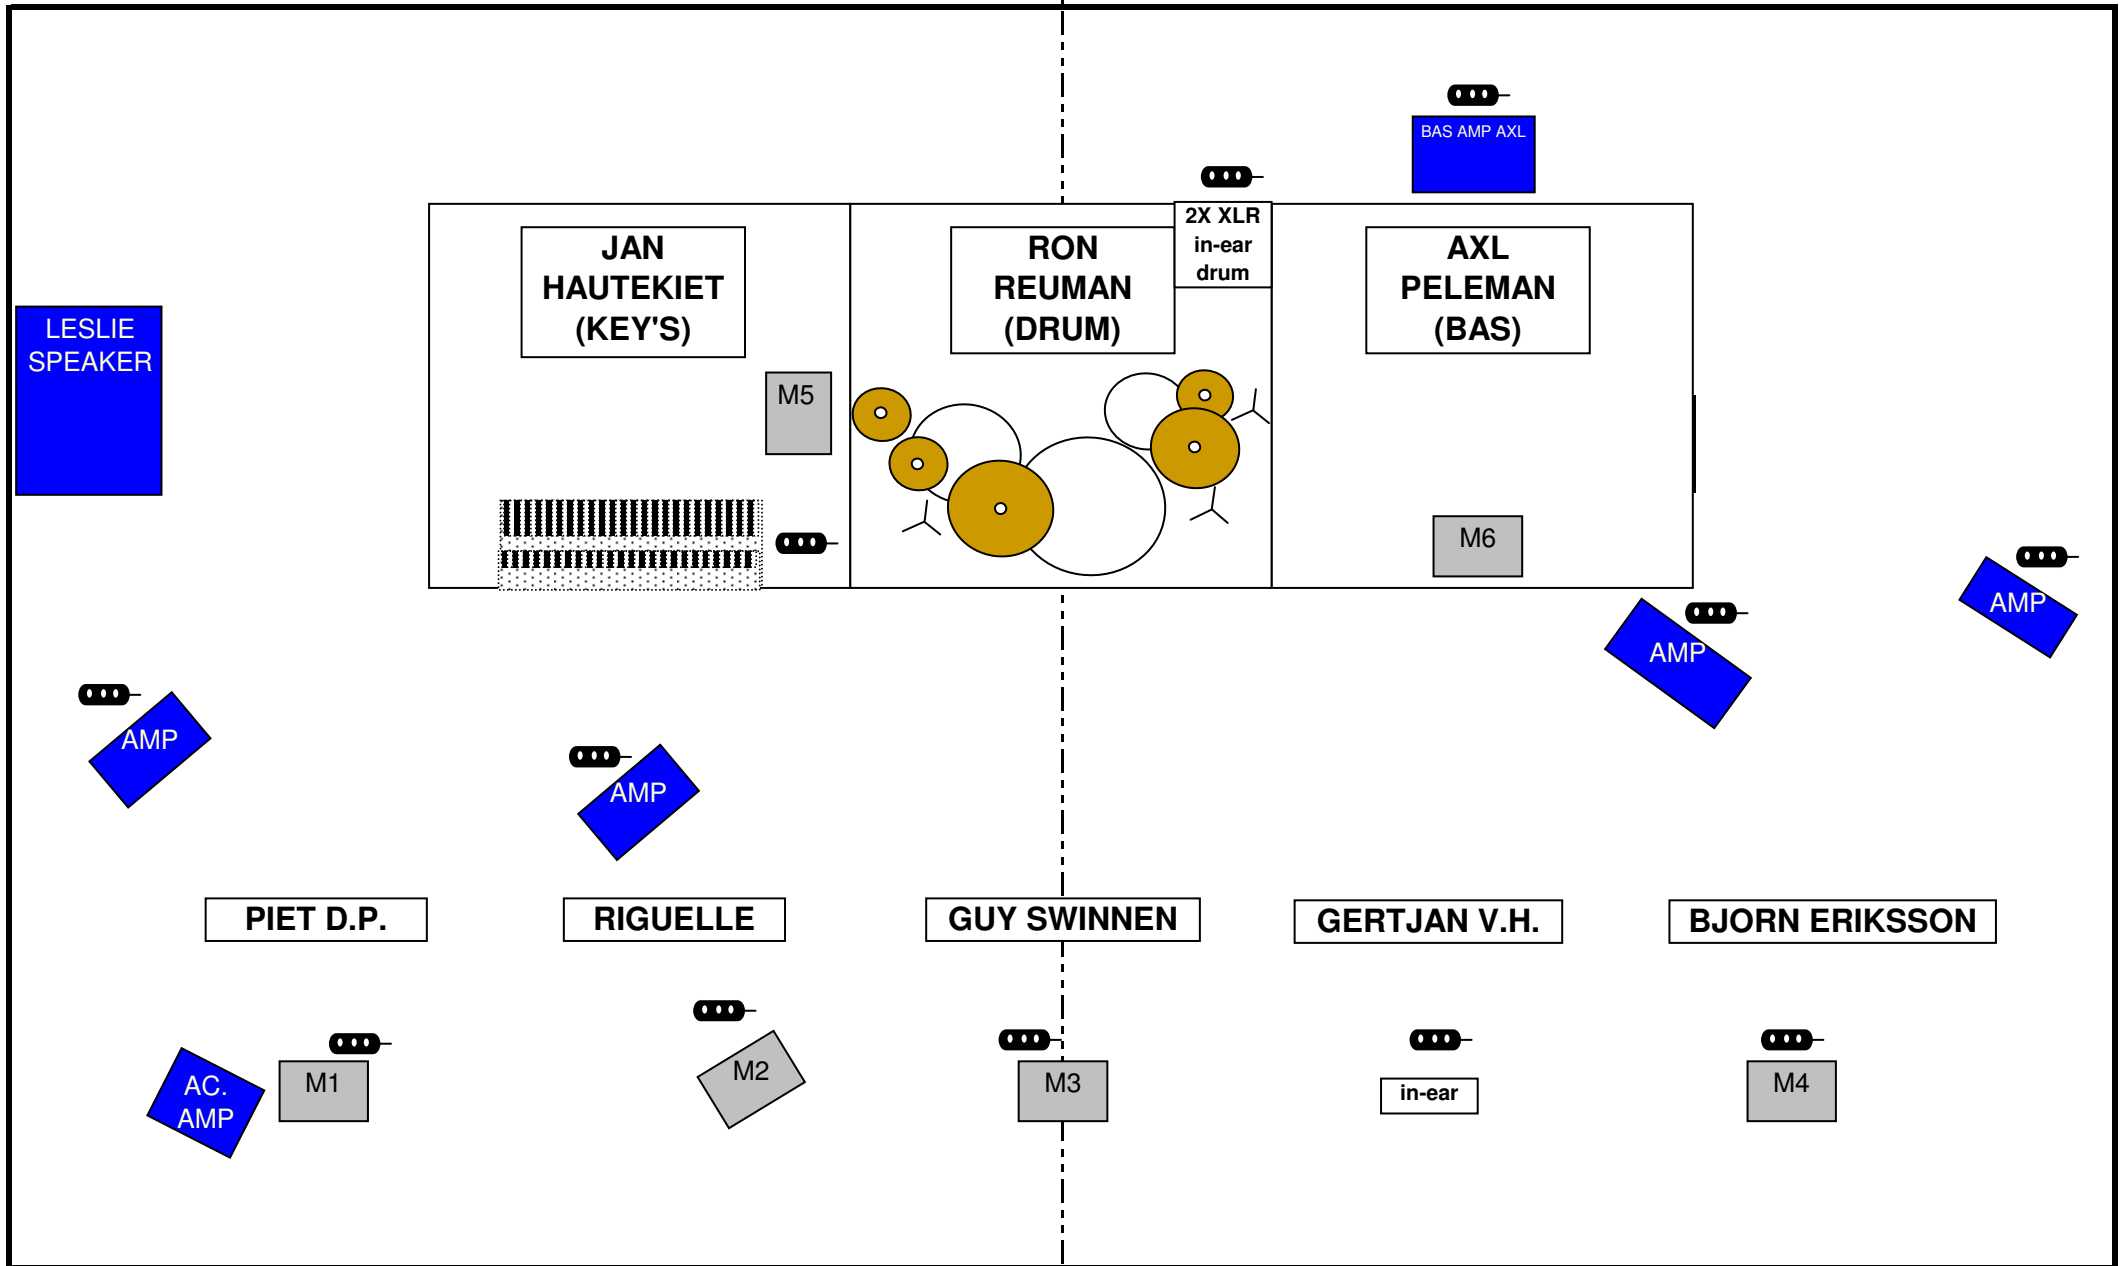 BAS AMP AXL
2X XLR
in-ear
drum
JAN
HAUTEKIET
(KEY'S)
RON
REUMAN
(DRUM)
AXL
PELEMAN
(BAS)
LESLIE
SPEAKER
M5
M6
AMP
AMP
AMP
AMP
PIET D.P.
RIGUELLE
GUY SWINNEN
GERTJAN V.H.
BJORN ERIKSSON
AC.
AMP
M1
M2
M3
in-ear
M4